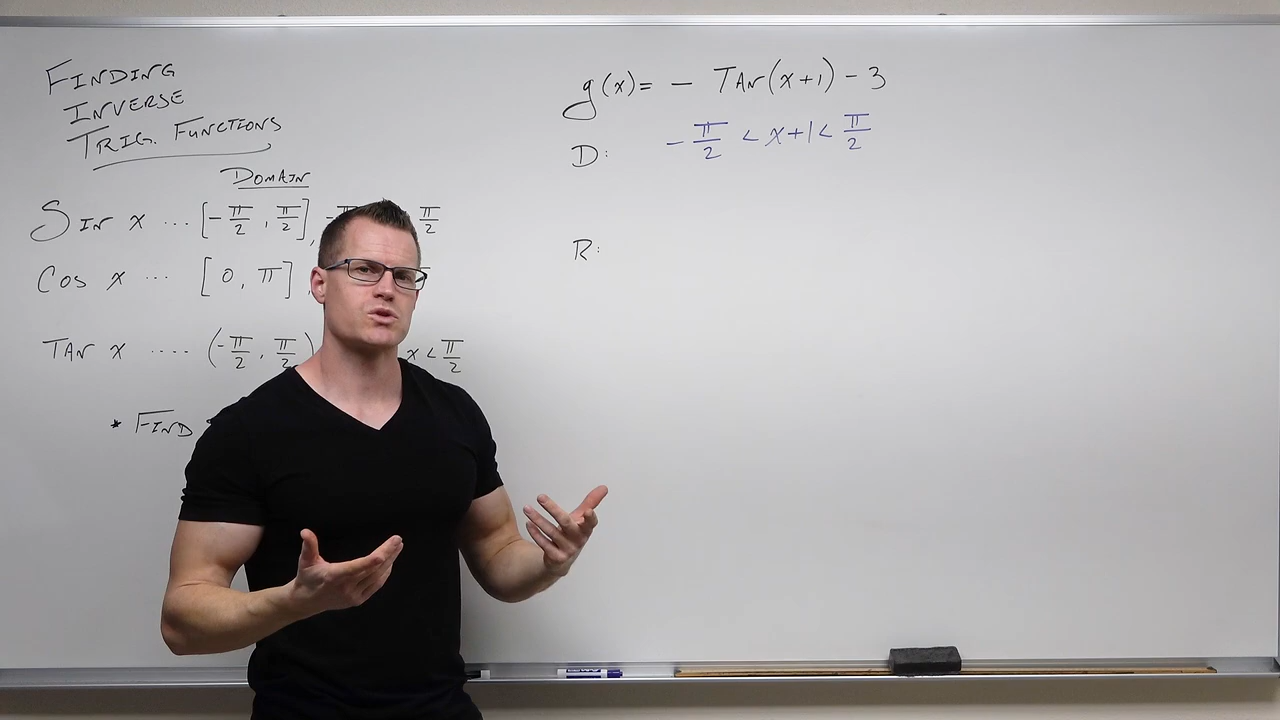 FINDING
INVERSE
TRIG. FUNCTIONS
DOMAIN
SIN x ... [-π/2, π/2], -π/2 π/2
COS x ... [0, π],
TAN x .... (-π/2, π/2) x < π/2
* FIND
g(x) = - TAN(x+1) - 3
D: -π/2 < x+1 < π/2
R: